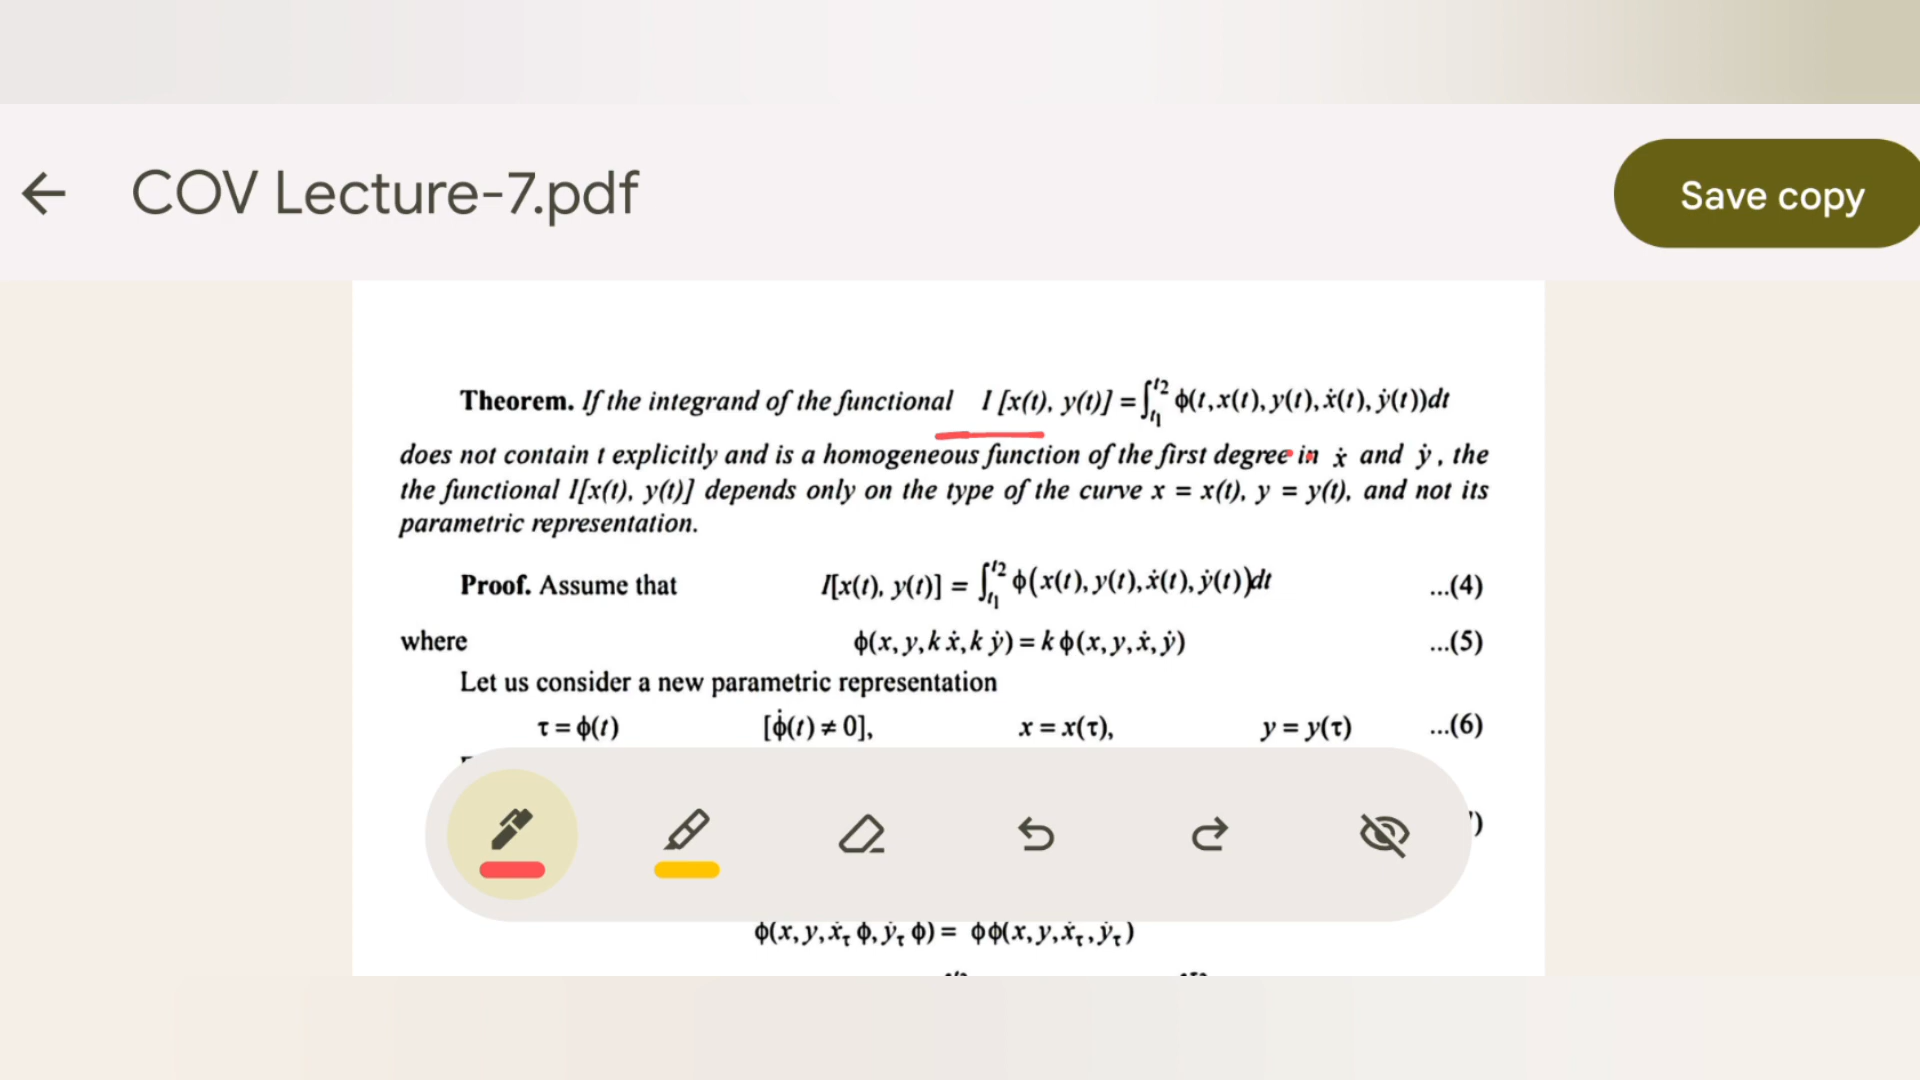 COV Lecture-7.pdf
Save copy
Theorem. If the integrand of the functional I [x(t), y(t)] = ∫_{t₁}^{t₂} ϕ(t,x(t),y(t),ẋ(t),ẏ(t))dt
does not contain t explicitly and is a homogeneous function of the first degree in ẋ and ẏ, the
the functional I[x(t), y(t)] depends only on the type of the curve x = x(t), y = y(t), and not its
parametric representation.
Proof. Assume that I[x(t), y(t)] = ∫_{t₁}^{t₂} ϕ(x(t),y(t),ẋ(t),ẏ(t))dt ...(4)
where ϕ(x,y,kẋ,kẏ)=kϕ(x,y,ẋ,ẏ) ...(5)
Let us consider a new parametric representation
τ=ϕ(t) [ϕ̇(t)≠0], x=x(τ), y=y(τ) ...(6)
ϕ(x,y,ẋ_τ ϕ,ẏ_τ ϕ)= ϕϕ(x,y,ẋ_τ,ẏ_τ)